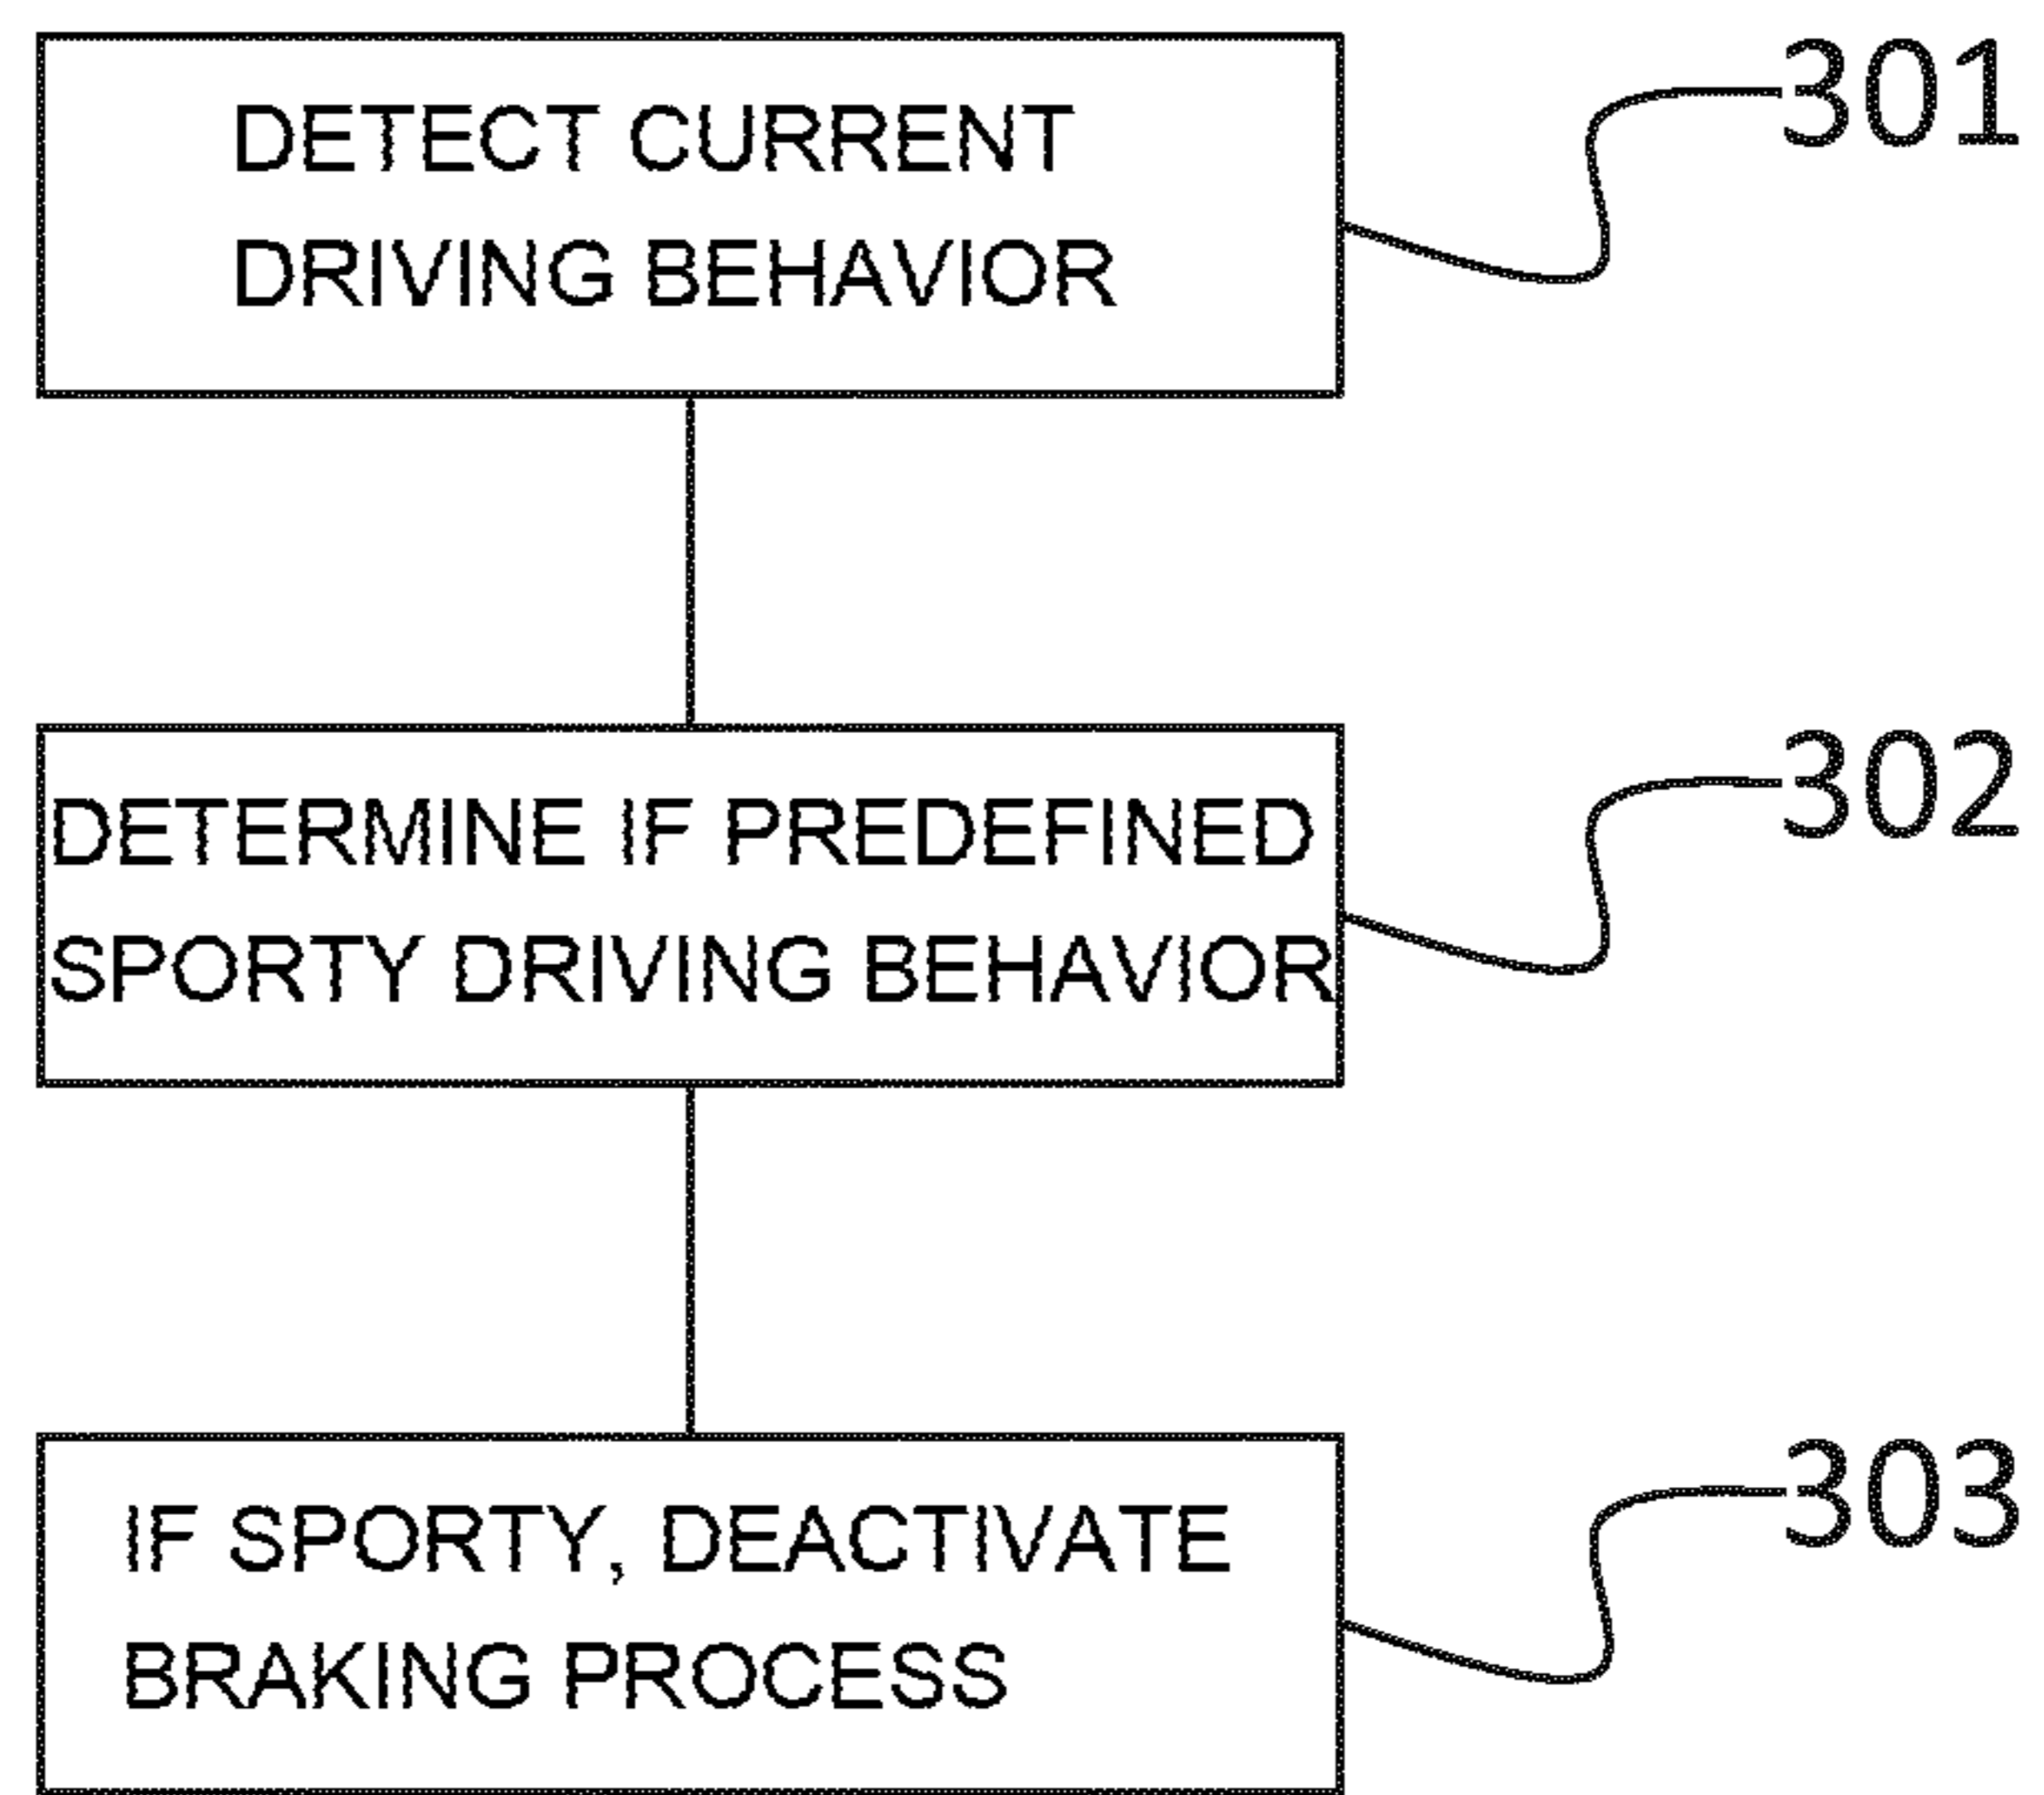 DETECT CURRENT
DRIVING BEHAVIOR
301
DETERMINE IF PREDEFINED
SPORTY DRIVING BEHAVIOR
302
IF SPORTY, DEACTIVATE
BRAKING PROCESS
303